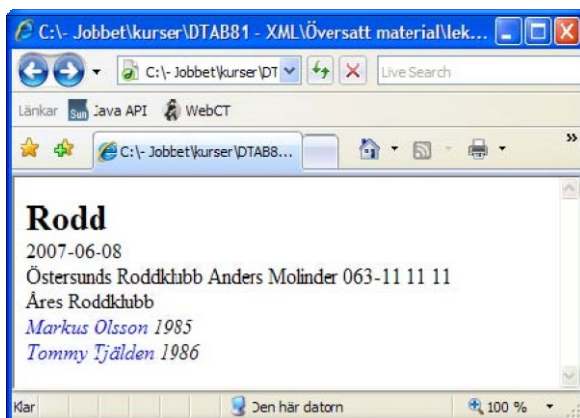 C:\- Jobbet\kurser\DTAB81 - XML\Översatt material\lek...
C:\- Jobbet\kurser\DT Live Search
Länkar Sun Java API WebCT
C:\- Jobbet\kurser\DTAB8... »
Rodd
2007-06-08
Östersunds Roddklubb Anders Molinder 063-11 11 11
Åres Roddklubb
Markus Olsson 1985
Tommy Tjälden 1986
Klar Den här datorn 100 %